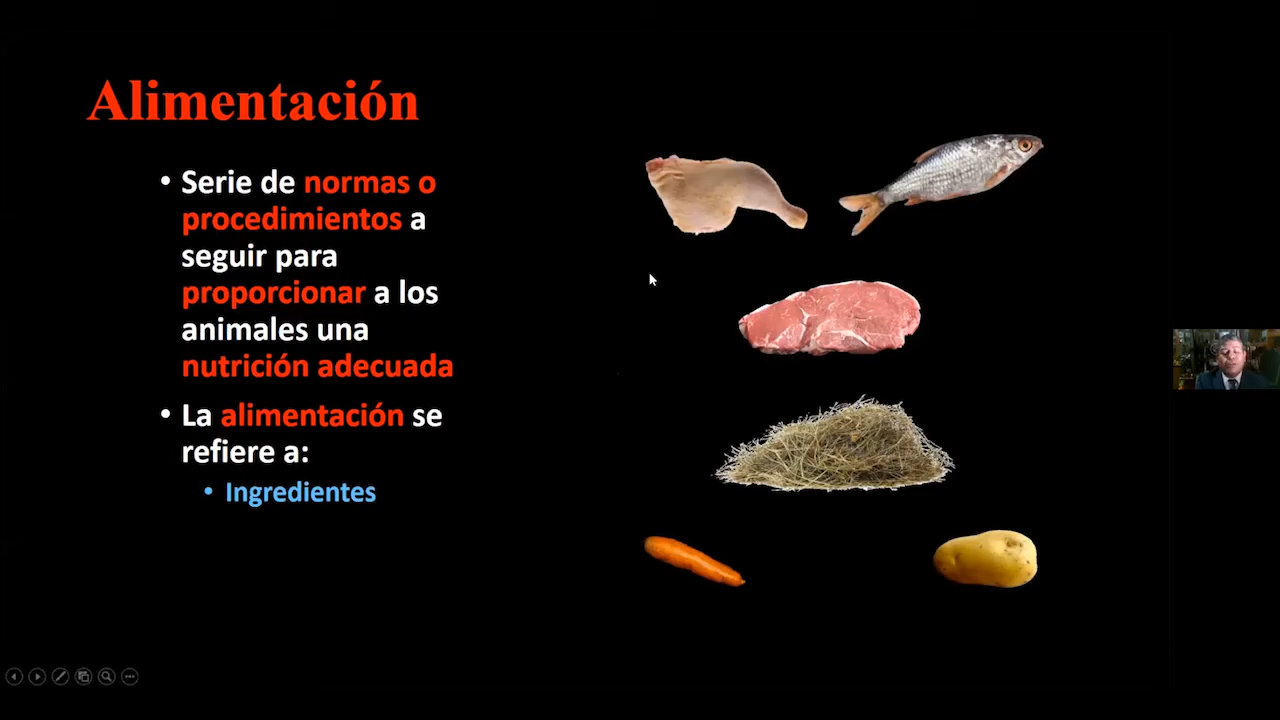 Alimentación
• Serie de normas o
procedimientos a
seguir para
proporcionar a los
animales una
nutrición adecuada
• La alimentación se
refiere a:
• Ingredientes